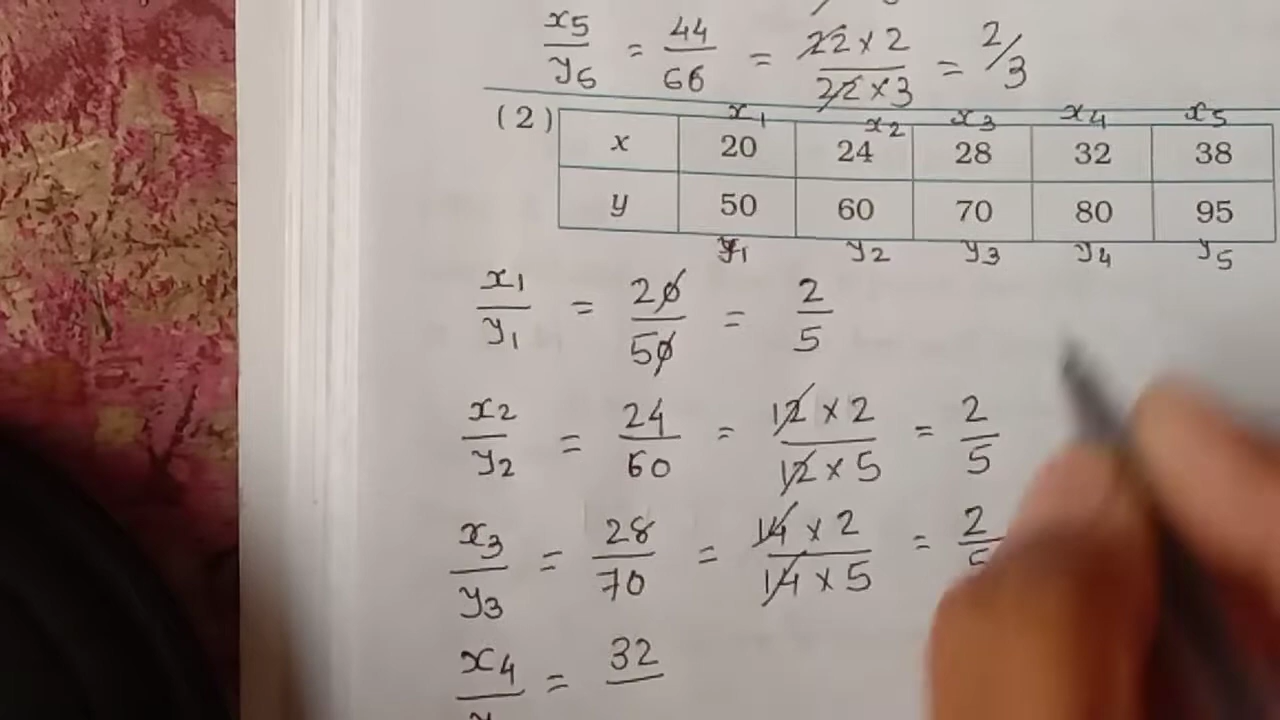 x5/y5 = 44/66 = 22 × 2/22 × 3 = 2/3
x1 x2 x3 x4 x5
(2) x 20 24 28 32 38
y 50 60 70 80 95
y1 y2 y3 y4 y5
x1/y1 = 20/50 = 2/5
x2/y2 = 24/60 = 12 × 2/12 × 5 = 2/5
x3/y3 = 28/70 = 14 × 2/14 × 5 = 2/5
x4/ = 32/